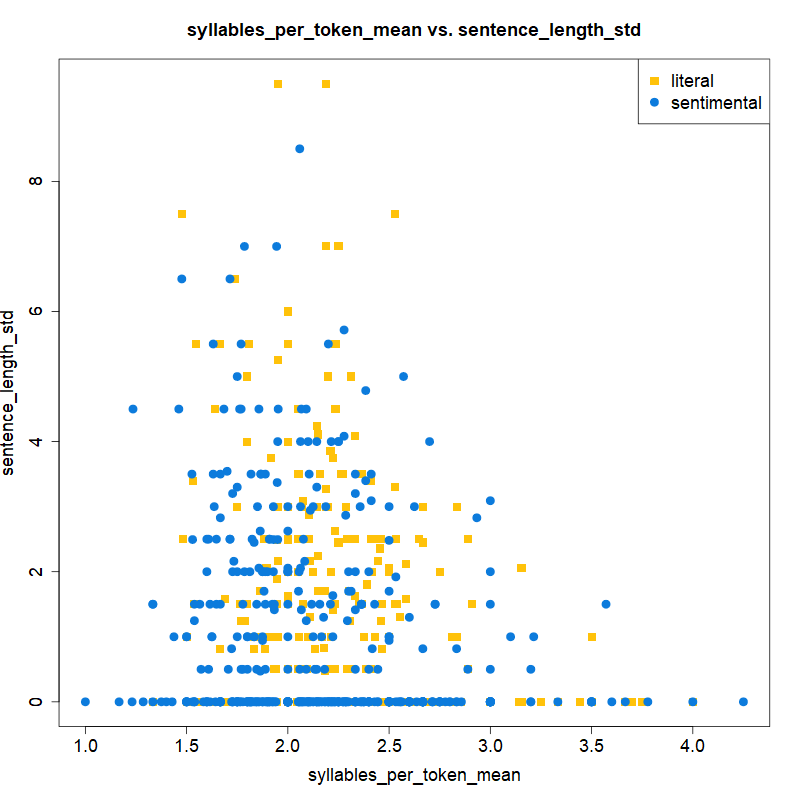 syllables_per_token_mean vs. sentence_length_std
literal
sentimental
sentence_length_std
8
6
4
2
0
1.0 1.5 2.0 2.5 3.0 3.5 4.0
syllables_per_token_mean